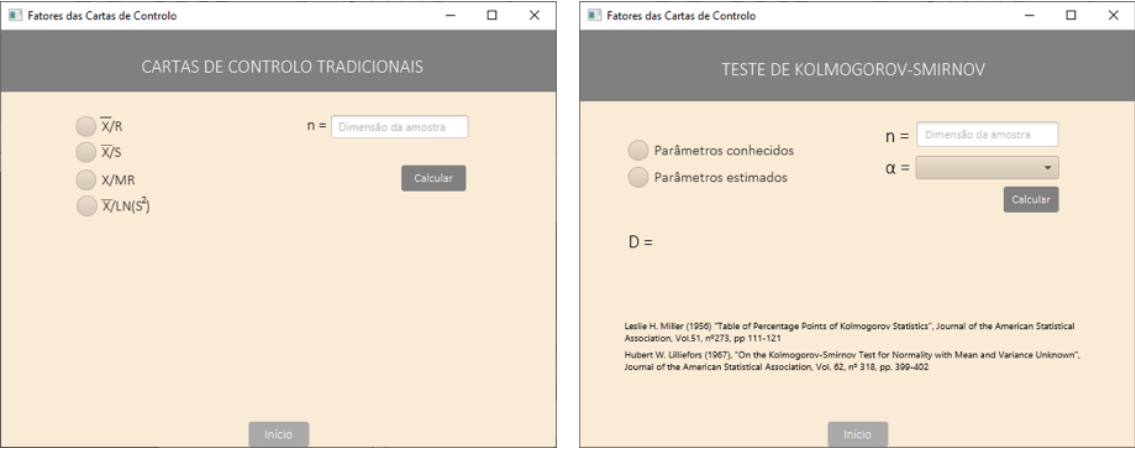 Fatores das Cartas de Controlo
CARTAS DE CONTROLO TRADICIONAIS
X̅/R
X̅/S
X/MR
X̅/LN(S²)
n = Dimensão da amostra
Calcular
Início
Fatores das Cartas de Controlo
TESTE DE KOLMOGOROV-SMIRNOV
Parâmetros conhecidos
Parâmetros estimados
n = Dimensão da amostra
α =
Calcular
D =
Leslie H. Miller (1956) "Table of Percentage Points of Kolmogorov Statistics", Journal of the American Statistical
Association, Vol.51, nº273, pp 111-121
Hubert W. Lilliefors (1967), "On the Kolmogorov-Smirnov Test for Normality with Mean and Variance Unknown",
Journal of the American Statistical Association, Vol. 62, nº 318, pp. 399-402
Início